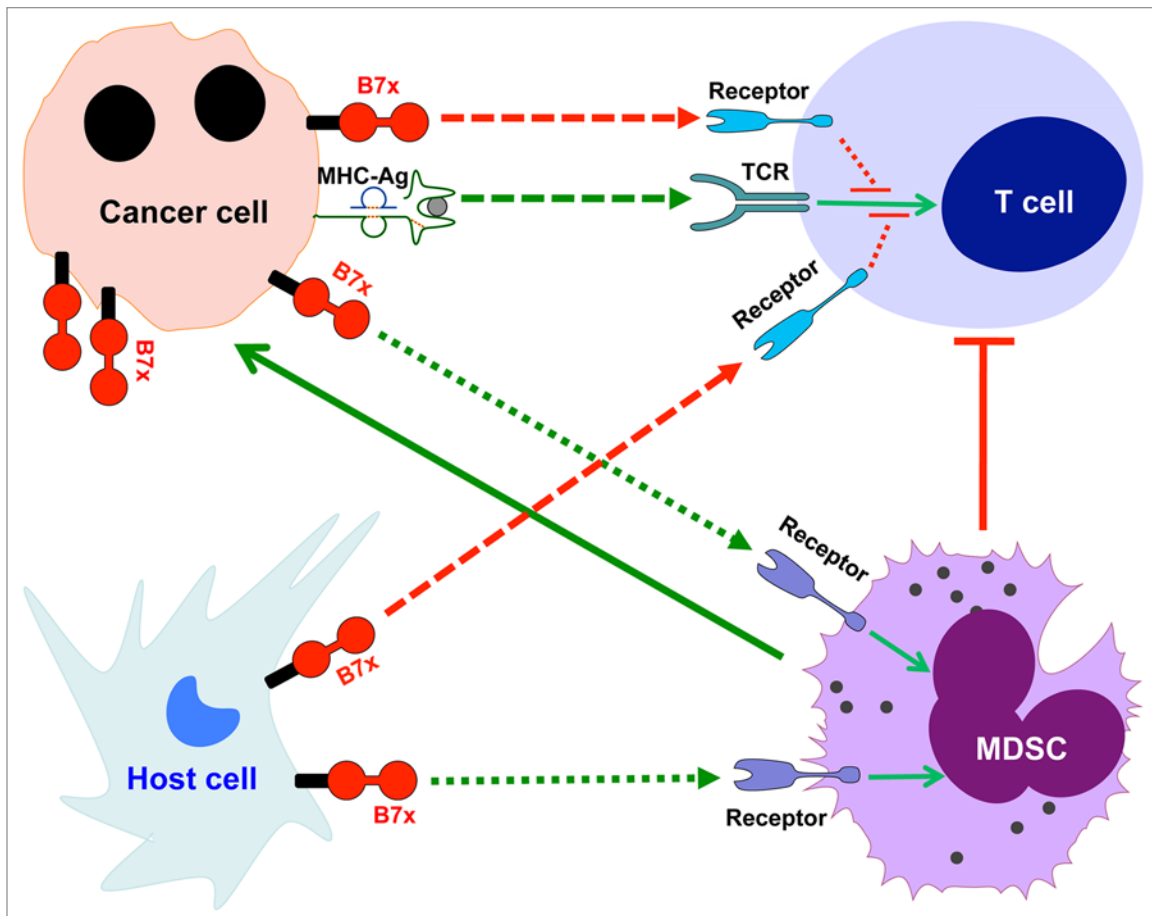 B7x
Receptor
MHC-Ag
TCR
Cancer cell
T cell
B7x
Receptor
B7x
Receptor
B7x
Host cell
MDSC
B7x
Receptor